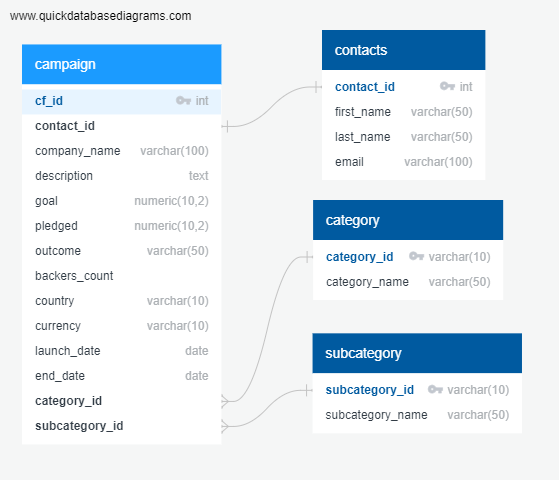 www.quickdatabasediagrams.com
campaign
cf_id int
contact_id
company_name varchar(100)
description text
goal numeric(10,2)
pledged numeric(10,2)
outcome varchar(50)
backers_count
country varchar(10)
currency varchar(10)
launch_date date
end_date date
category_id
subcategory_id
contacts
contact_id int
first_name varchar(50)
last_name varchar(50)
email varchar(100)
category
category_id varchar(10)
category_name varchar(50)
subcategory
subcategory_id varchar(10)
subcategory_name varchar(50)